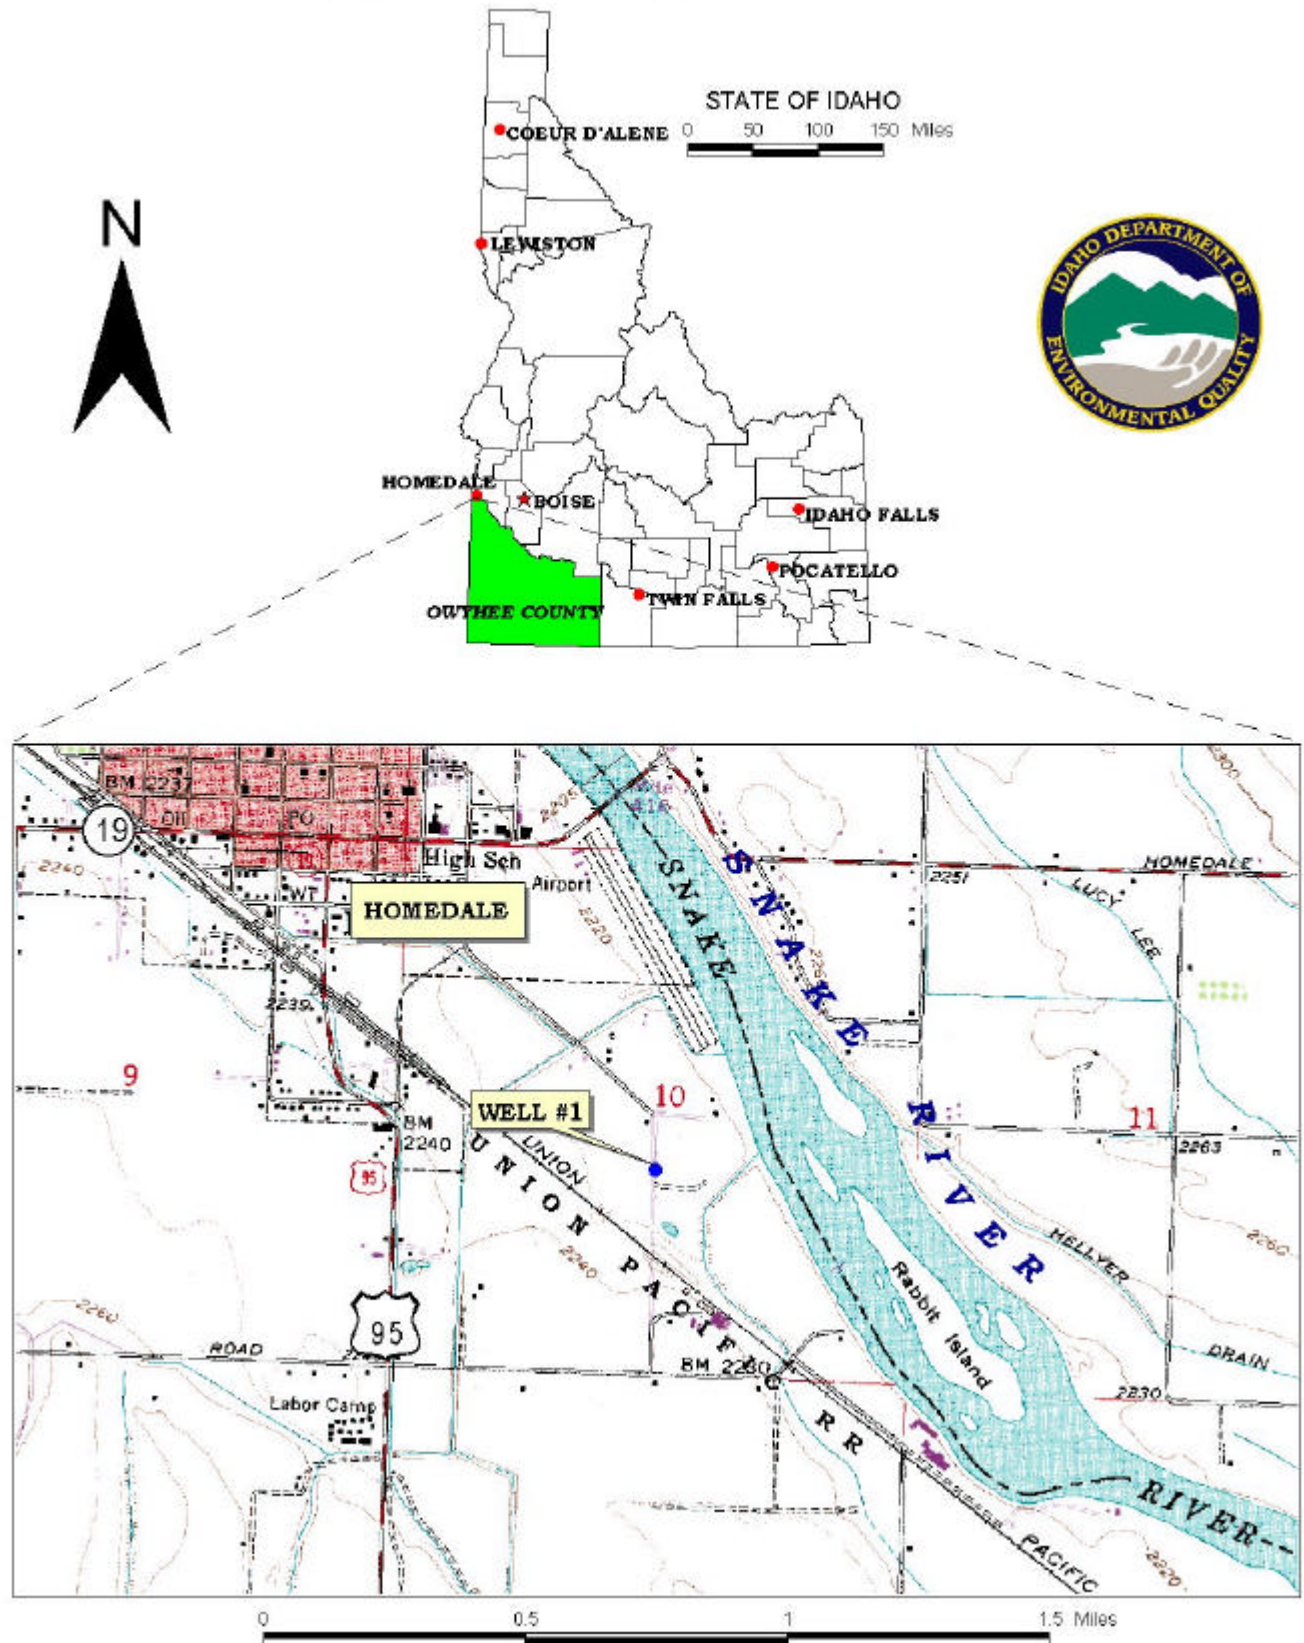 STATE OF IDAHO
0 50 100 150 Miles
COEUR D'ALENE
N
LEWISTON
IDAHO DEPARTMENT OF
ENVIRONMENTAL QUALITY
HOMEDALE
BOISE
IDAHO FALLS
POCATELLO
TWIN FALLS
OWYHEE COUNTY
BM 2237
416
2205
19
PO
High Sch
2240
WT
Airport
HOMEDALE
2220
SNAKE
SNAKE RIVER
2251
HOMEDALE
LUCY LEE
2300
2239
9
WELL #1
10
11
2263
BM
2240
95
UNION
UNION PACIFIC RR
2240
HELLYER
2260
Rabbit Island
DRAIN
2260
95
ROAD
BM 2230
2230
Labor Camp
RIVER
PACIFIC
2220
0 0.5 1 1.5 Miles